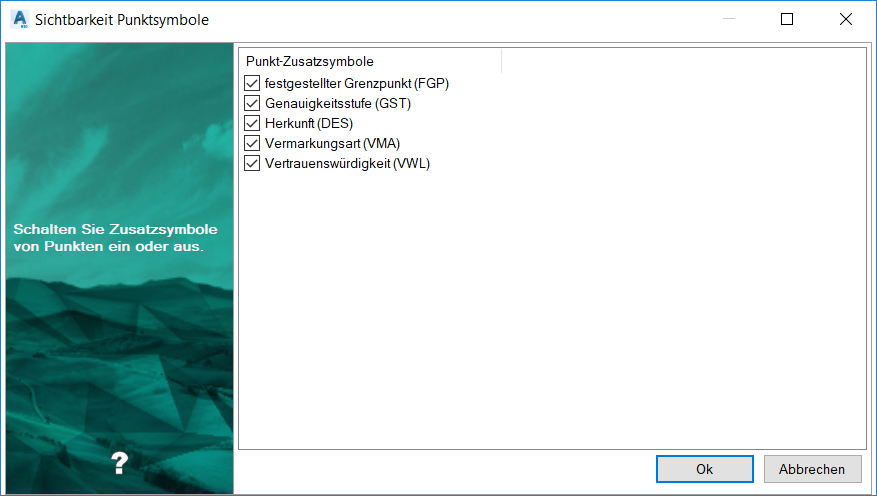 Sichtbarkeit Punktsymbole
Schalten Sie Zusatzsymbole
von Punkten ein oder aus.
?
Punkt-Zusatzsymbole
festgestellter Grenzpunkt (FGP)
Genauigkeitsstufe (GST)
Herkunft (DES)
Vermarkungsart (VMA)
Vertrauenswürdigkeit (VWL)
Ok
Abbrechen